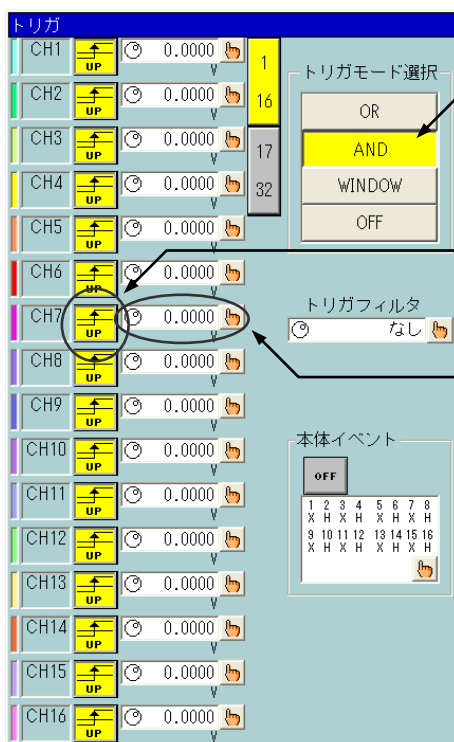 トリガ
CH1 UP 0.0000 V
CH2 UP 0.0000 V
CH3 UP 0.0000 V
CH4 UP 0.0000 V
CH5 UP 0.0000 V
CH6 UP 0.0000 V
CH7 UP 0.0000 V
CH8 UP 0.0000 V
CH9 UP 0.0000 V
CH10 UP 0.0000 V
CH11 UP 0.0000 V
CH12 UP 0.0000 V
CH13 UP 0.0000 V
CH14 UP 0.0000 V
CH15 UP 0.0000 V
CH16 UP 0.0000 V
1
16
17
32
トリガモード選択
OR
AND
WINDOW
OFF
トリガフィルタ
なし
本体イベント
OFF
1 2 3 4 5 6 7 8
X H X H X H X H
9 10 11 12 13 14 15 16
X H X H X H X H